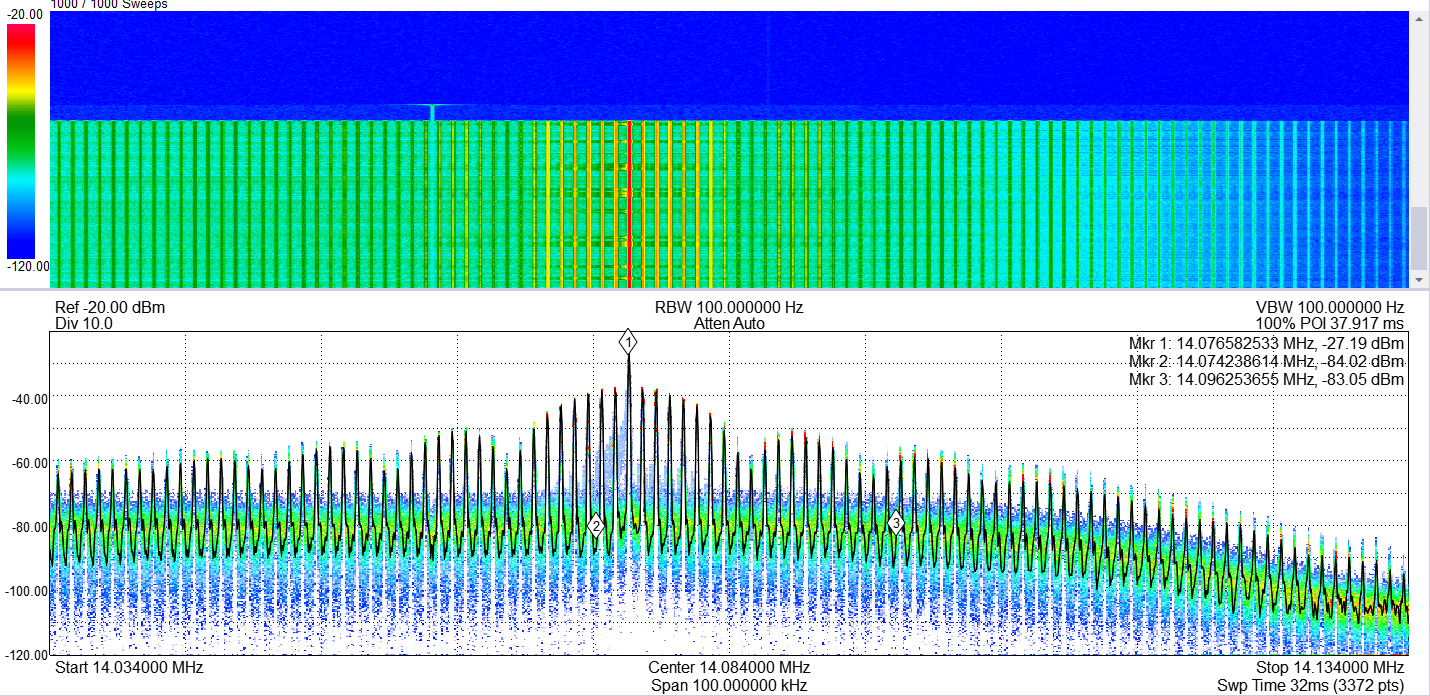 1000 / 1000 Sweeps
-20.00
-120.00
Ref -20.00 dBm
RBW 100.000000 Hz
VBW 100.000000 Hz
Div 10.0
Atten Auto
100% POI 37.917 ms
1
Mkr 1: 14.076582533 MHz, -27.19 dBm
Mkr 2: 14.074238614 MHz, -84.02 dBm
Mkr 3: 14.096253655 MHz, -83.05 dBm
-40.00
-60.00
2
3
-80.00
-100.00
-120.00
Start 14.034000 MHz
Center 14.084000 MHz
Stop 14.134000 MHz
Span 100.000000 kHz
Swp Time 32ms (3372 pts)